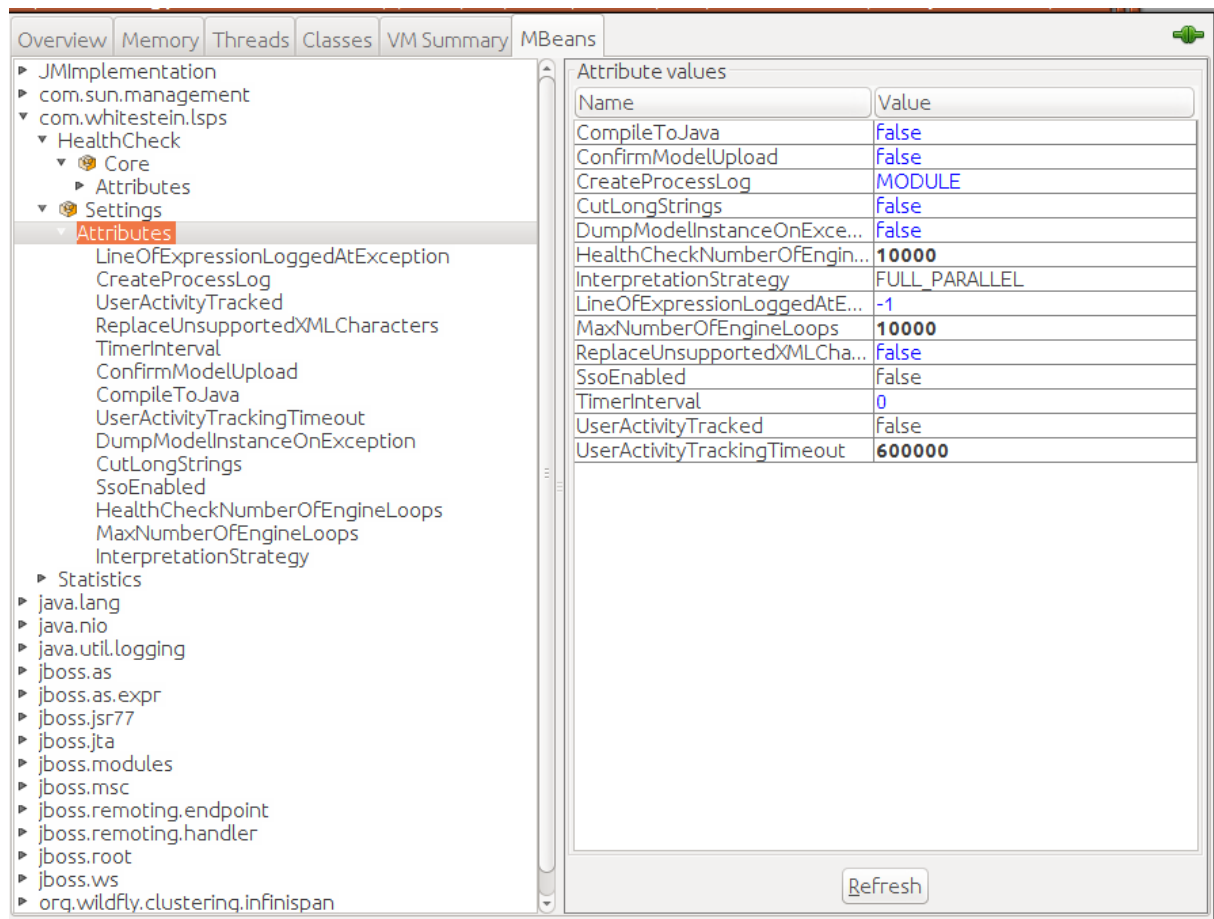 Overview Memory Threads Classes VM Summary MBeans
JMImplementation
com.sun.management
com.whitestein.lsps
HealthCheck
Core
Attributes
Settings
Attributes
LineOfExpressionLoggedAtException
CreateProcessLog
UserActivityTracked
ReplaceUnsupportedXMLCharacters
TimerInterval
ConfirmModelUpload
CompileToJava
UserActivityTrackingTimeout
DumpModelInstanceOnException
CutLongStrings
SsoEnabled
HealthCheckNumberOfEngineLoops
MaxNumberOfEngineLoops
InterpretationStrategy
Statistics
java.lang
java.nio
java.util.logging
jboss.as
jboss.as.expr
jboss.jsr77
jboss.jta
jboss.modules
jboss.msc
jboss.remoting.endpoint
jboss.remoting.handler
jboss.root
jboss.ws
org.wildfly.clustering.infinispan
Attribute values
Name Value
CompileToJava false
ConfirmModelUpload false
CreateProcessLog MODULE
CutLongStrings false
DumpModelInstanceOnExce... false
HealthCheckNumberOfEngin... 10000
InterpretationStrategy FULL_PARALLEL
LineOfExpressionLoggedAtE... -1
MaxNumberOfEngineLoops 10000
ReplaceUnsupportedXMLCha... false
SsoEnabled false
TimerInterval 0
UserActivityTracked false
UserActivityTrackingTimeout 600000
Refresh